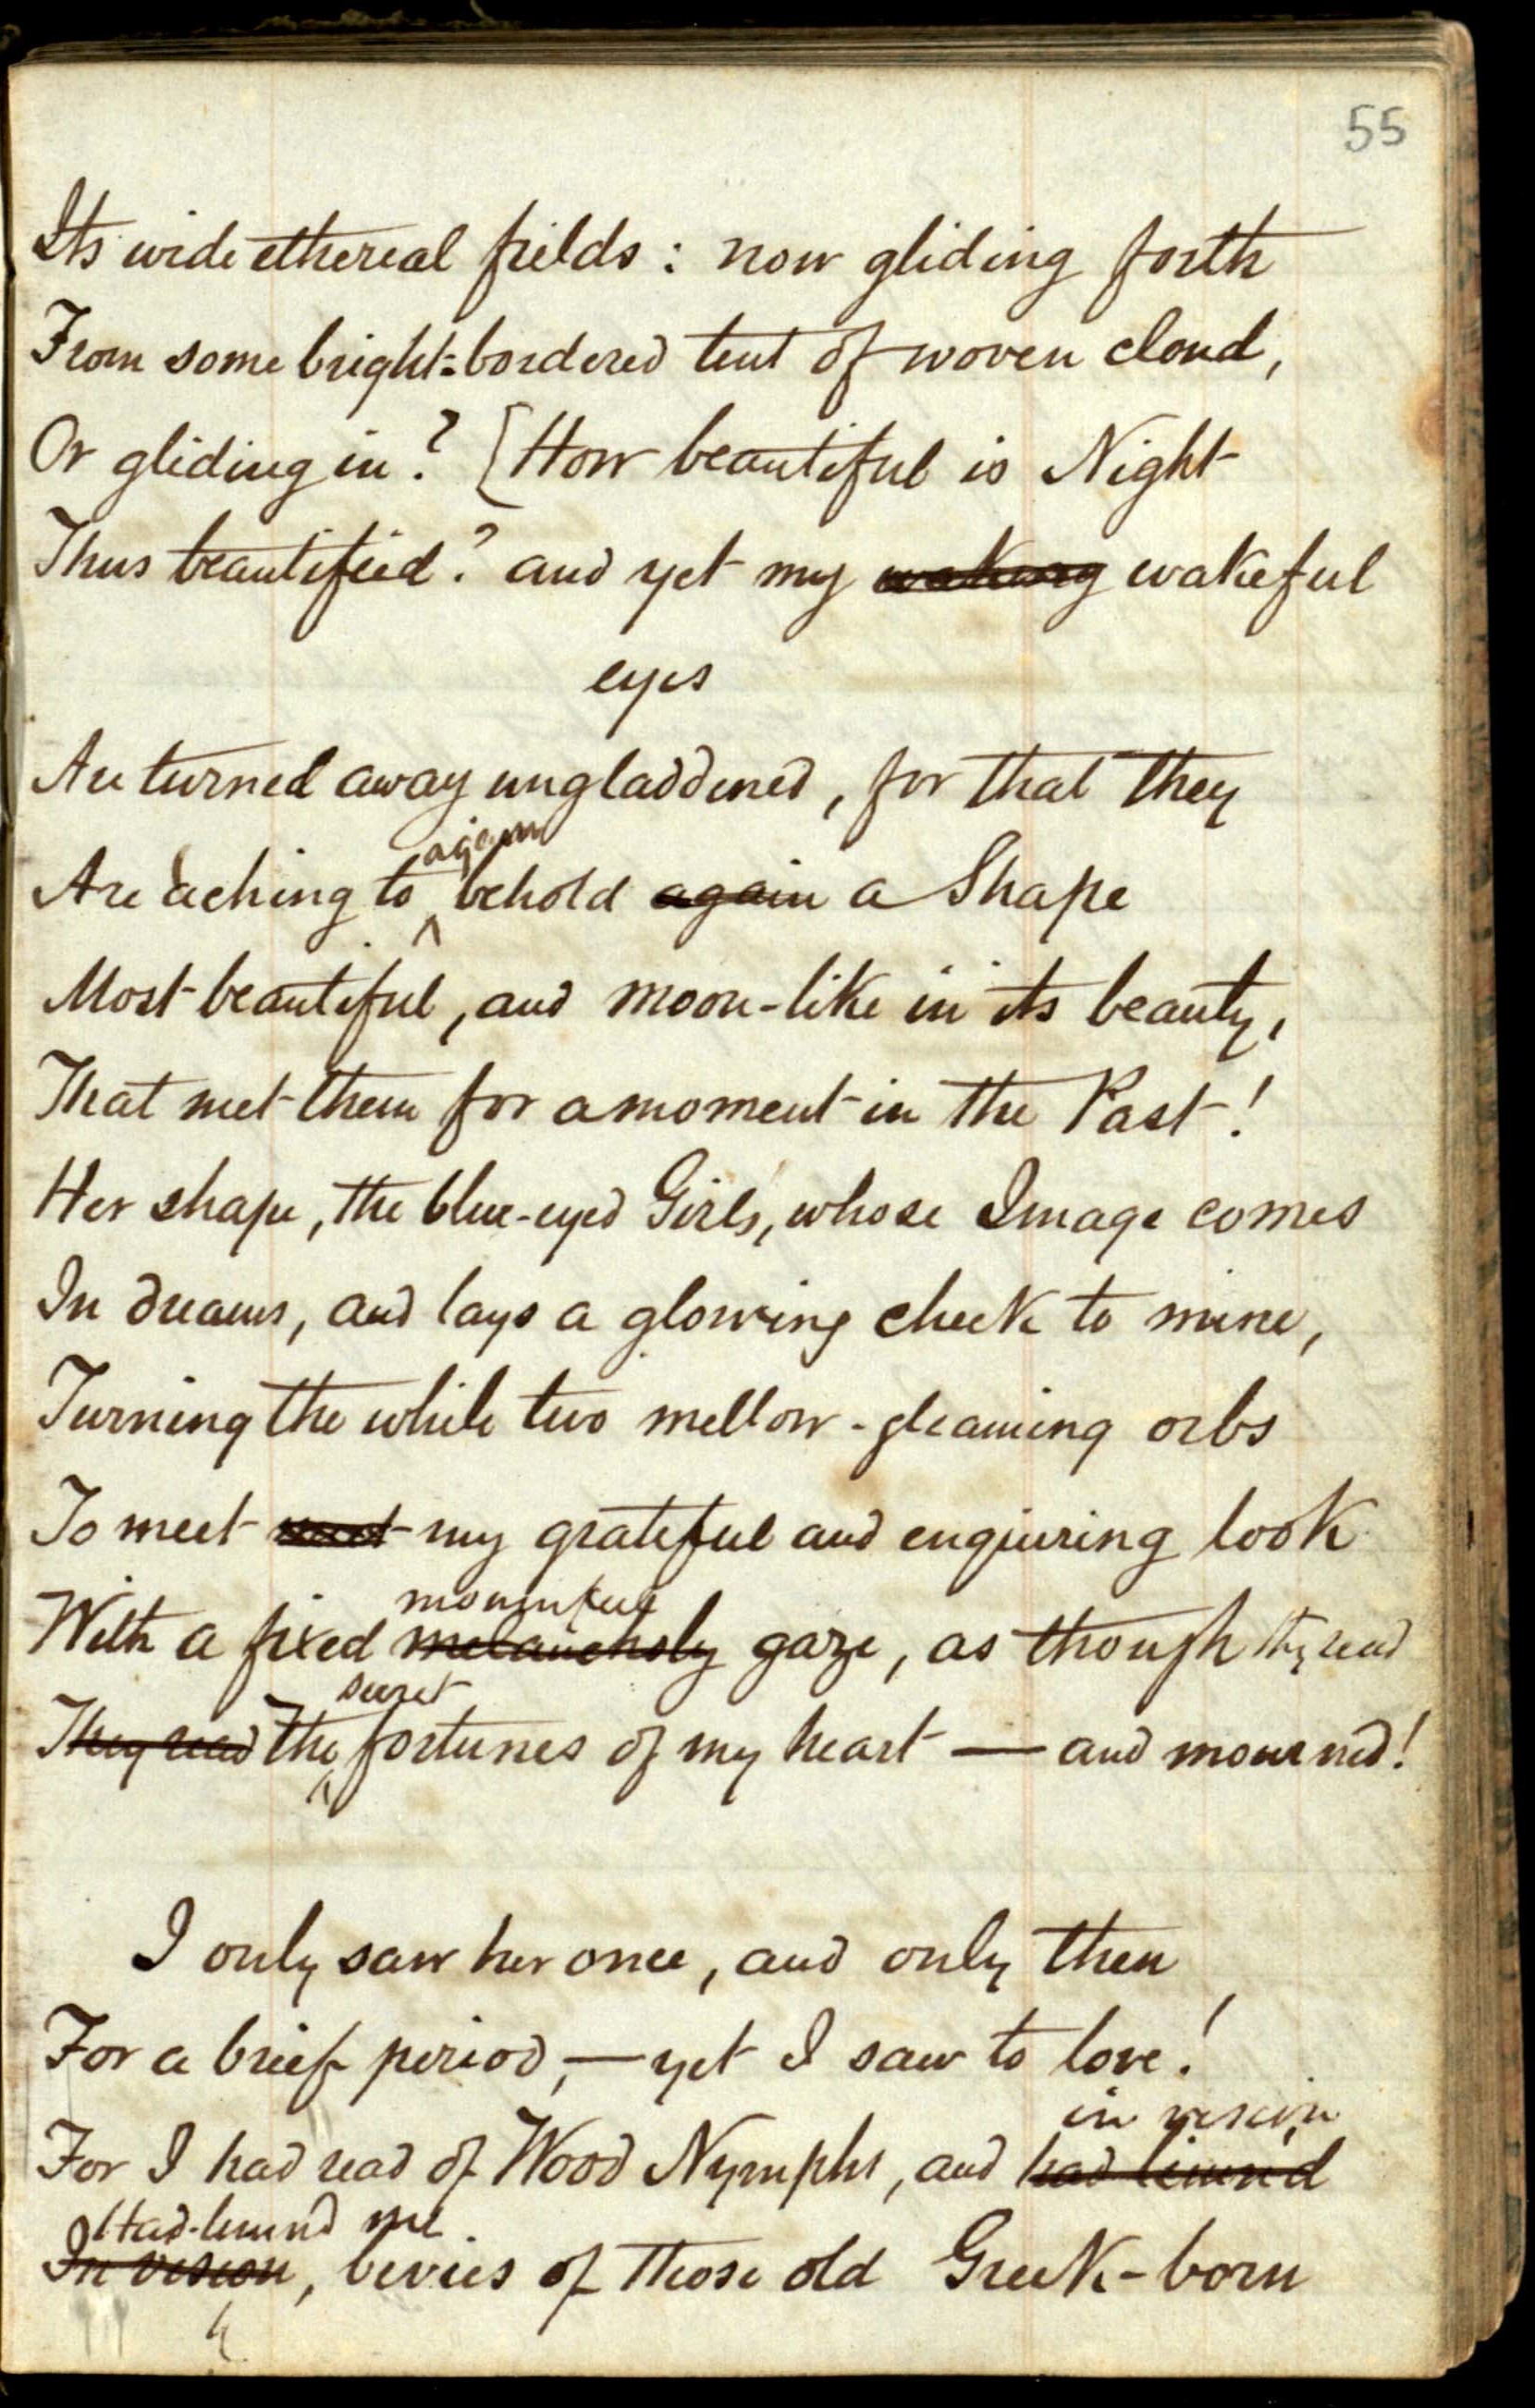 55
Its wide ethereal fields : now gliding forth
From some bright-bordered tent of woven cloud,
Or gliding in? [How beautiful is Night
Thus beautified? and yet my waking wakeful
eyes
Are turned away ungladdened, for that they
again
Are aching to ^ behold again a Shape
Most beautiful, and moon-like in its beauty,
That met them for a moment in the Past!
Her shape, the blue-eyed Girl's, whose Image comes
In dreams, and lays a glowing cheek to mine,
Turning the while two mellow-gleaming orbs
To meet meet my grateful and enquiring look
mournful
With a fixed melancholy gaze, as though they read
secret
They read The ^ fortunes of my heart — and mourned!
I only saw her once, and only then
For a brief period, — yet I saw to love!
in vision
For I had read of Wood Nymphs, and had lean'd
Had me
In vision, bevies of those old Greek-born